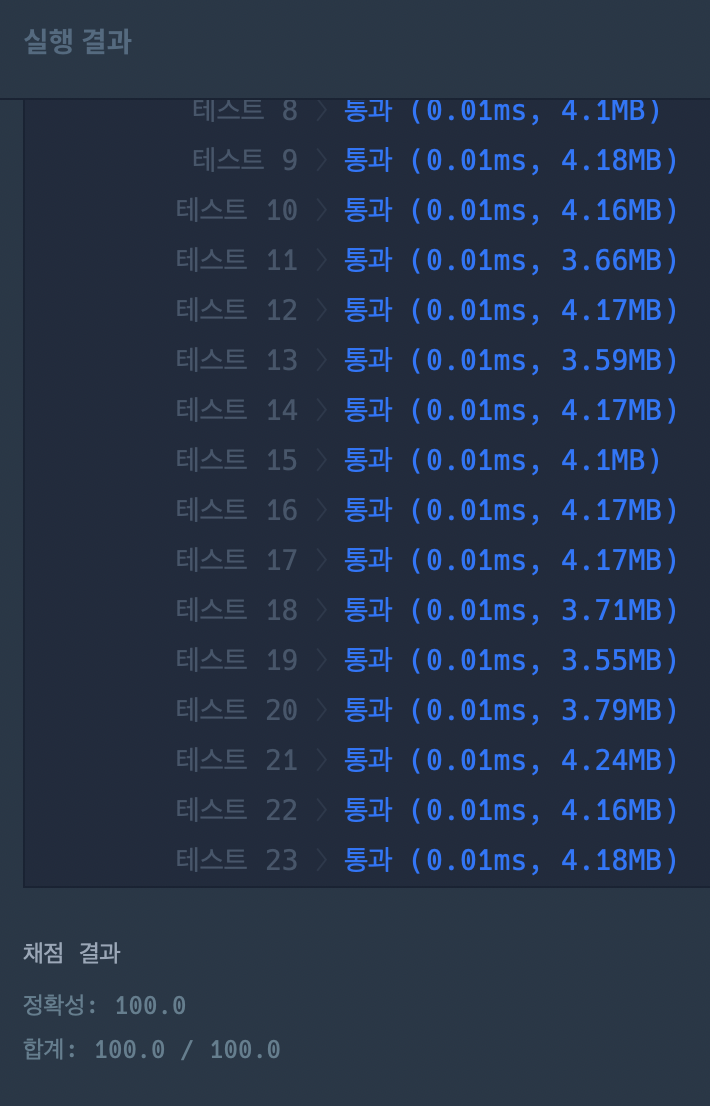 실행 결과
테스트 8 〉 통과 (0.01ms, 4.1MB)
테스트 9 〉 통과 (0.01ms, 4.18MB)
테스트 10 〉 통과 (0.01ms, 4.16MB)
테스트 11 〉 통과 (0.01ms, 3.66MB)
테스트 12 〉 통과 (0.01ms, 4.17MB)
테스트 13 〉 통과 (0.01ms, 3.59MB)
테스트 14 〉 통과 (0.01ms, 4.17MB)
테스트 15 〉 통과 (0.01ms, 4.1MB)
테스트 16 〉 통과 (0.01ms, 4.17MB)
테스트 17 〉 통과 (0.01ms, 4.17MB)
테스트 18 〉 통과 (0.01ms, 3.71MB)
테스트 19 〉 통과 (0.01ms, 3.55MB)
테스트 20 〉 통과 (0.01ms, 3.79MB)
테스트 21 〉 통과 (0.01ms, 4.24MB)
테스트 22 〉 통과 (0.01ms, 4.16MB)
테스트 23 〉 통과 (0.01ms, 4.18MB)
채점 결과
정확성: 100.0
합계: 100.0 / 100.0